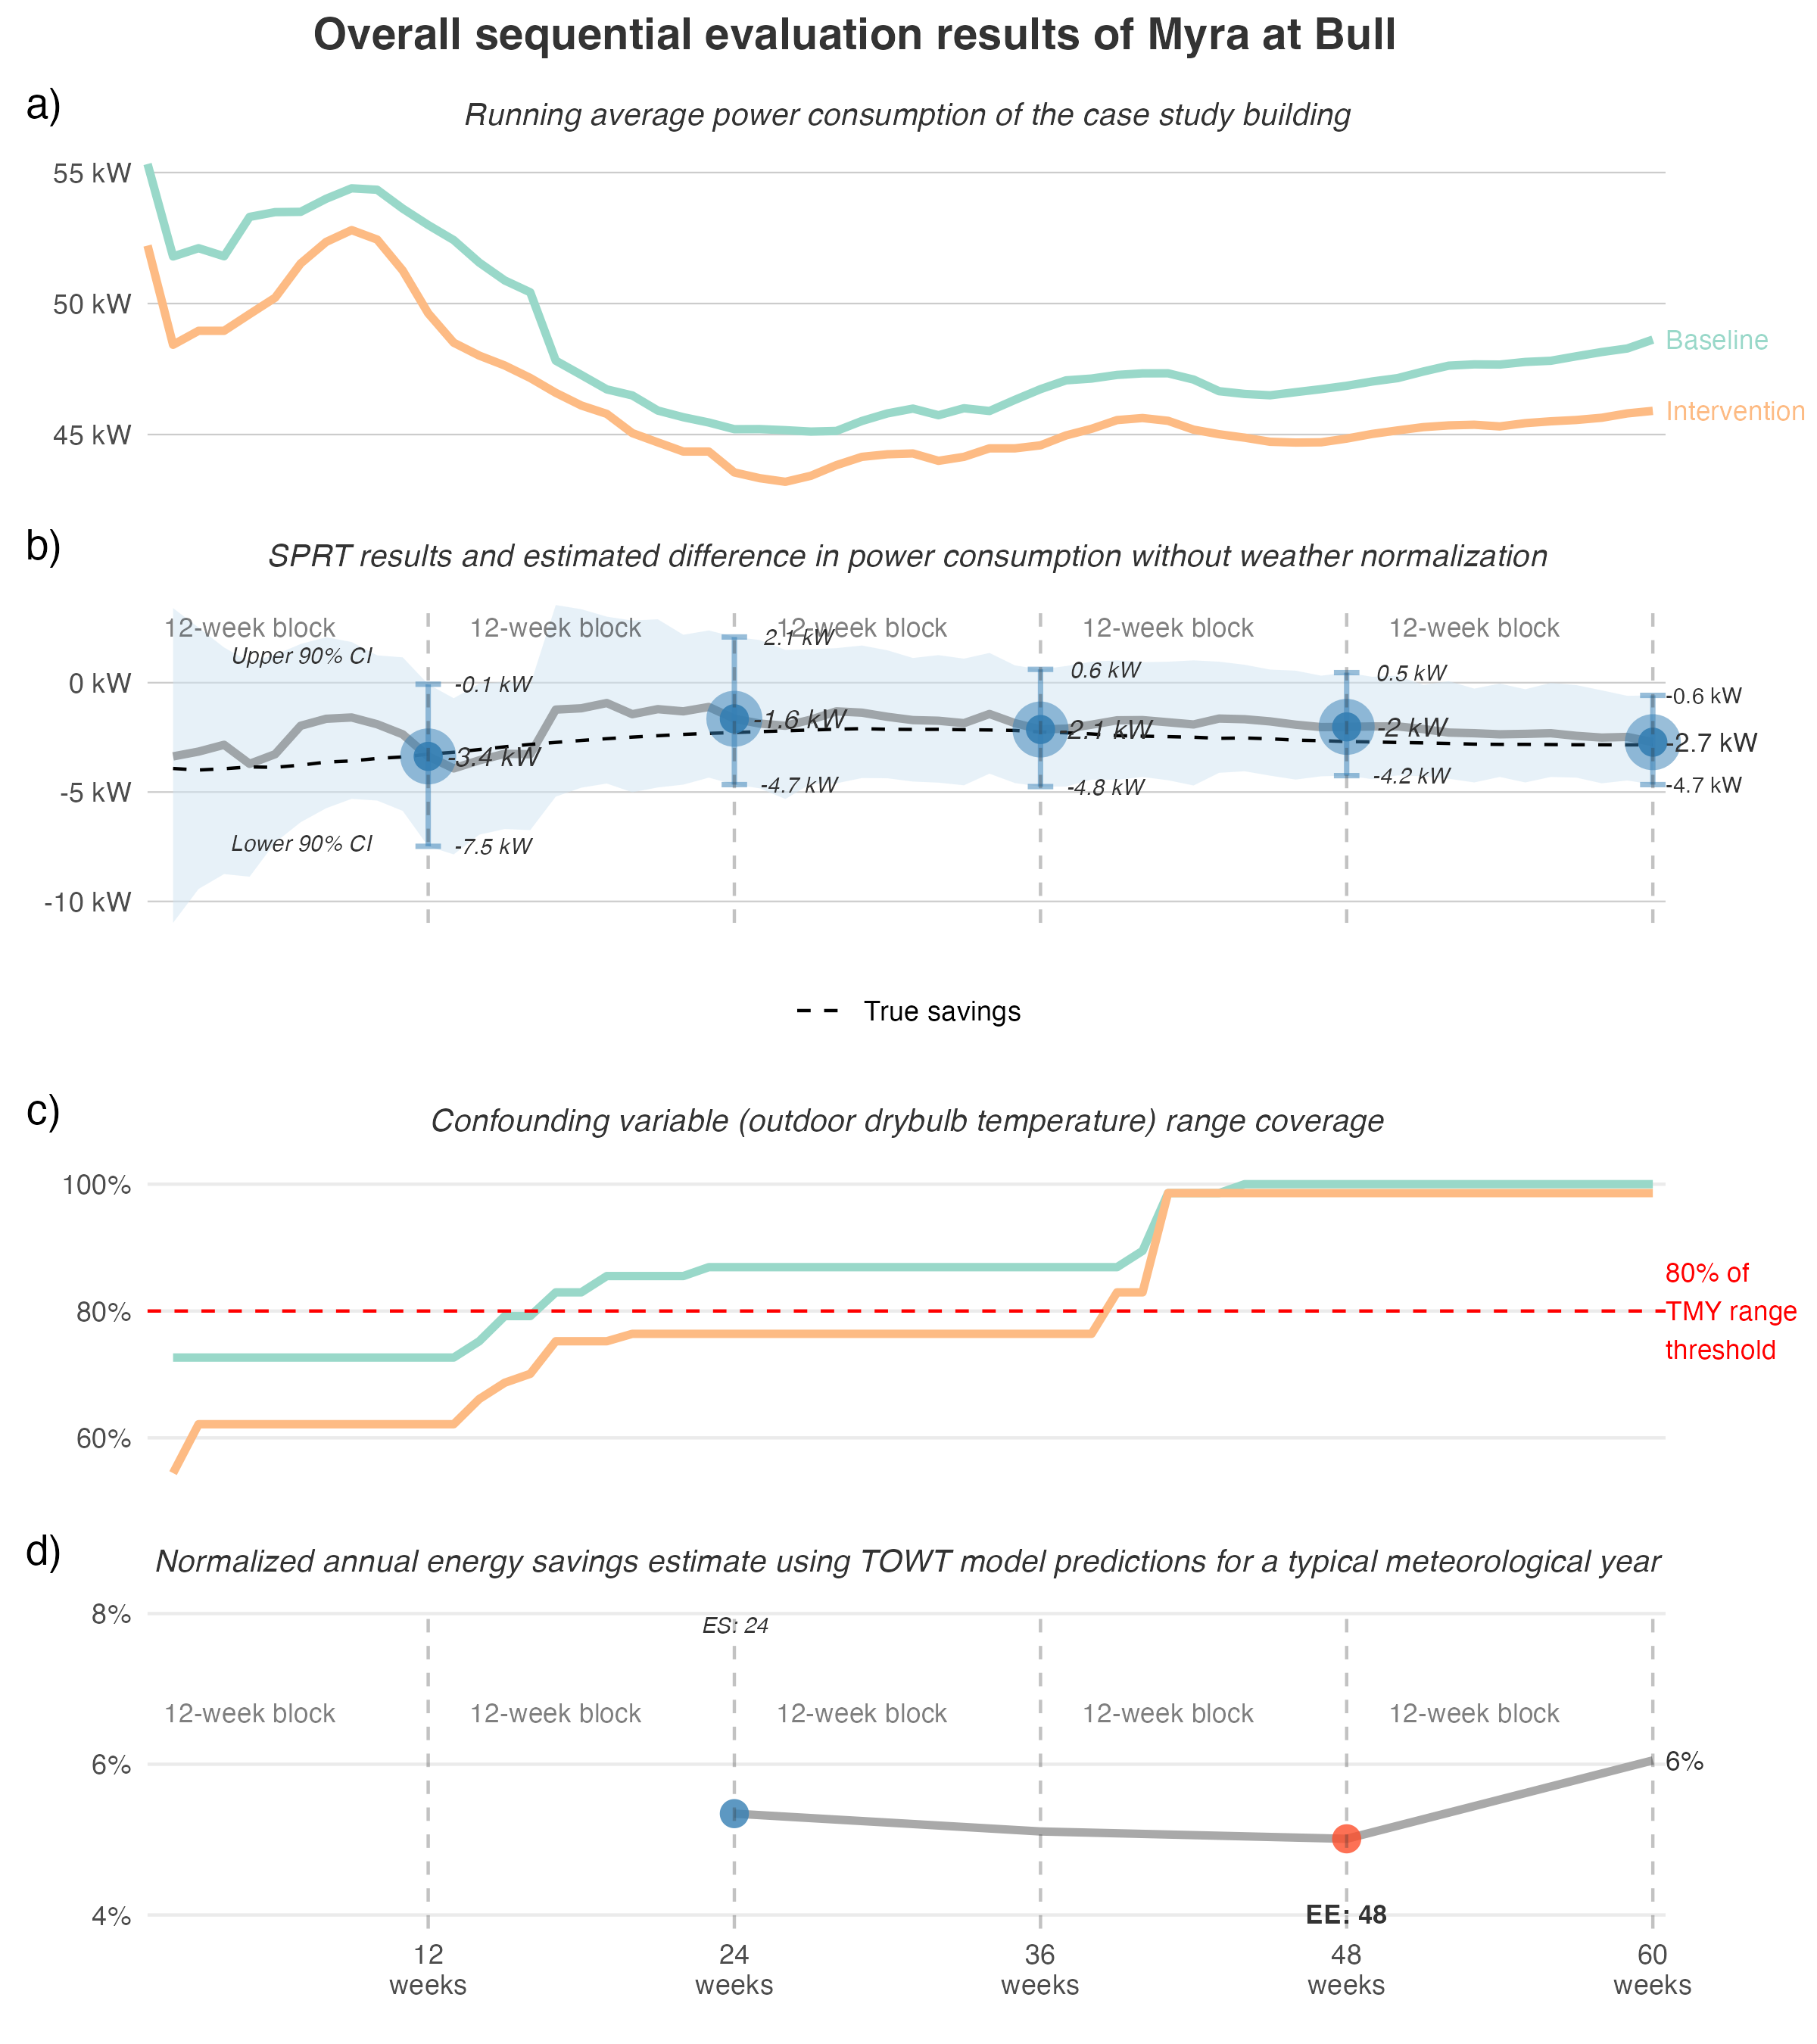 Overall sequential evaluation results of Myra at Bull
a)
Running average power consumption of the case study building
55 kW
50 kW
45 kW
Baseline
Intervention
b)
SPRT results and estimated difference in power consumption without weather normalization
12-week block
12-week block
12-week block
12-week block
12-week block
Upper 90% CI
Lower 90% CI
0 kW
-5 kW
-10 kW
-0.1 kW
-3.4 kW
-7.5 kW
2.1 kW
-1.6 kW
-4.7 kW
0.6 kW
-2.1 kW
-4.8 kW
0.5 kW
-2 kW
-4.2 kW
-0.6 kW
-2.7 kW
-4.7 kW
True savings
c)
Confounding variable (outdoor drybulb temperature) range coverage
100%
80%
60%
80% of
TMY range
threshold
d)
Normalized annual energy savings estimate using TOWT model predictions for a typical meteorological year
8%
6%
4%
ES: 24
12-week block
12-week block
12-week block
12-week block
12-week block
6%
EE: 48
12
weeks
24
weeks
36
weeks
48
weeks
60
weeks